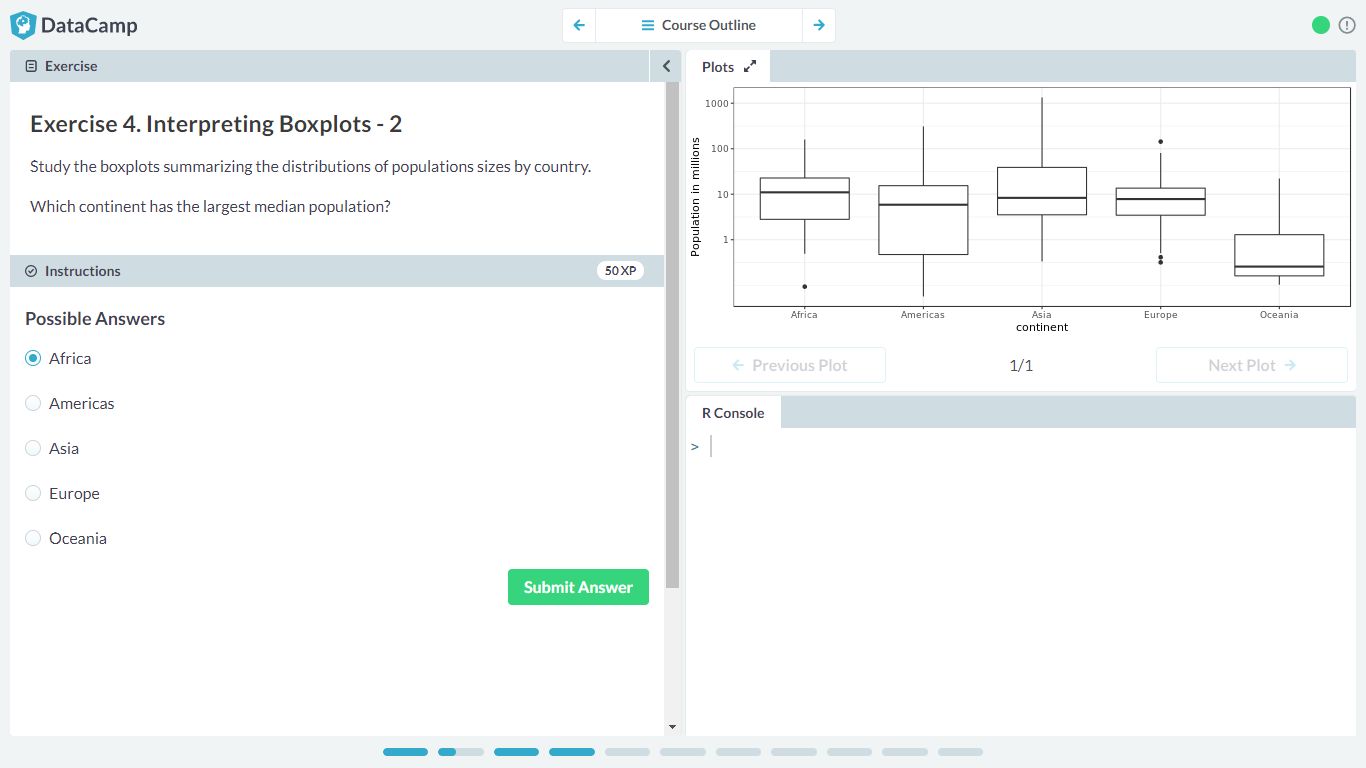 DataCamp
Course Outline
Exercise
Exercise 4. Interpreting Boxplots - 2
Study the boxplots summarizing the distributions of populations sizes by country.
Which continent has the largest median population?
Instructions
50 XP
Possible Answers
Africa
Americas
Asia
Europe
Oceania
Submit Answer
Plots
Population in millions
1000
100
10
1
Africa Americas Asia Europe Oceania
continent
Previous Plot 1/1 Next Plot
R Console
>